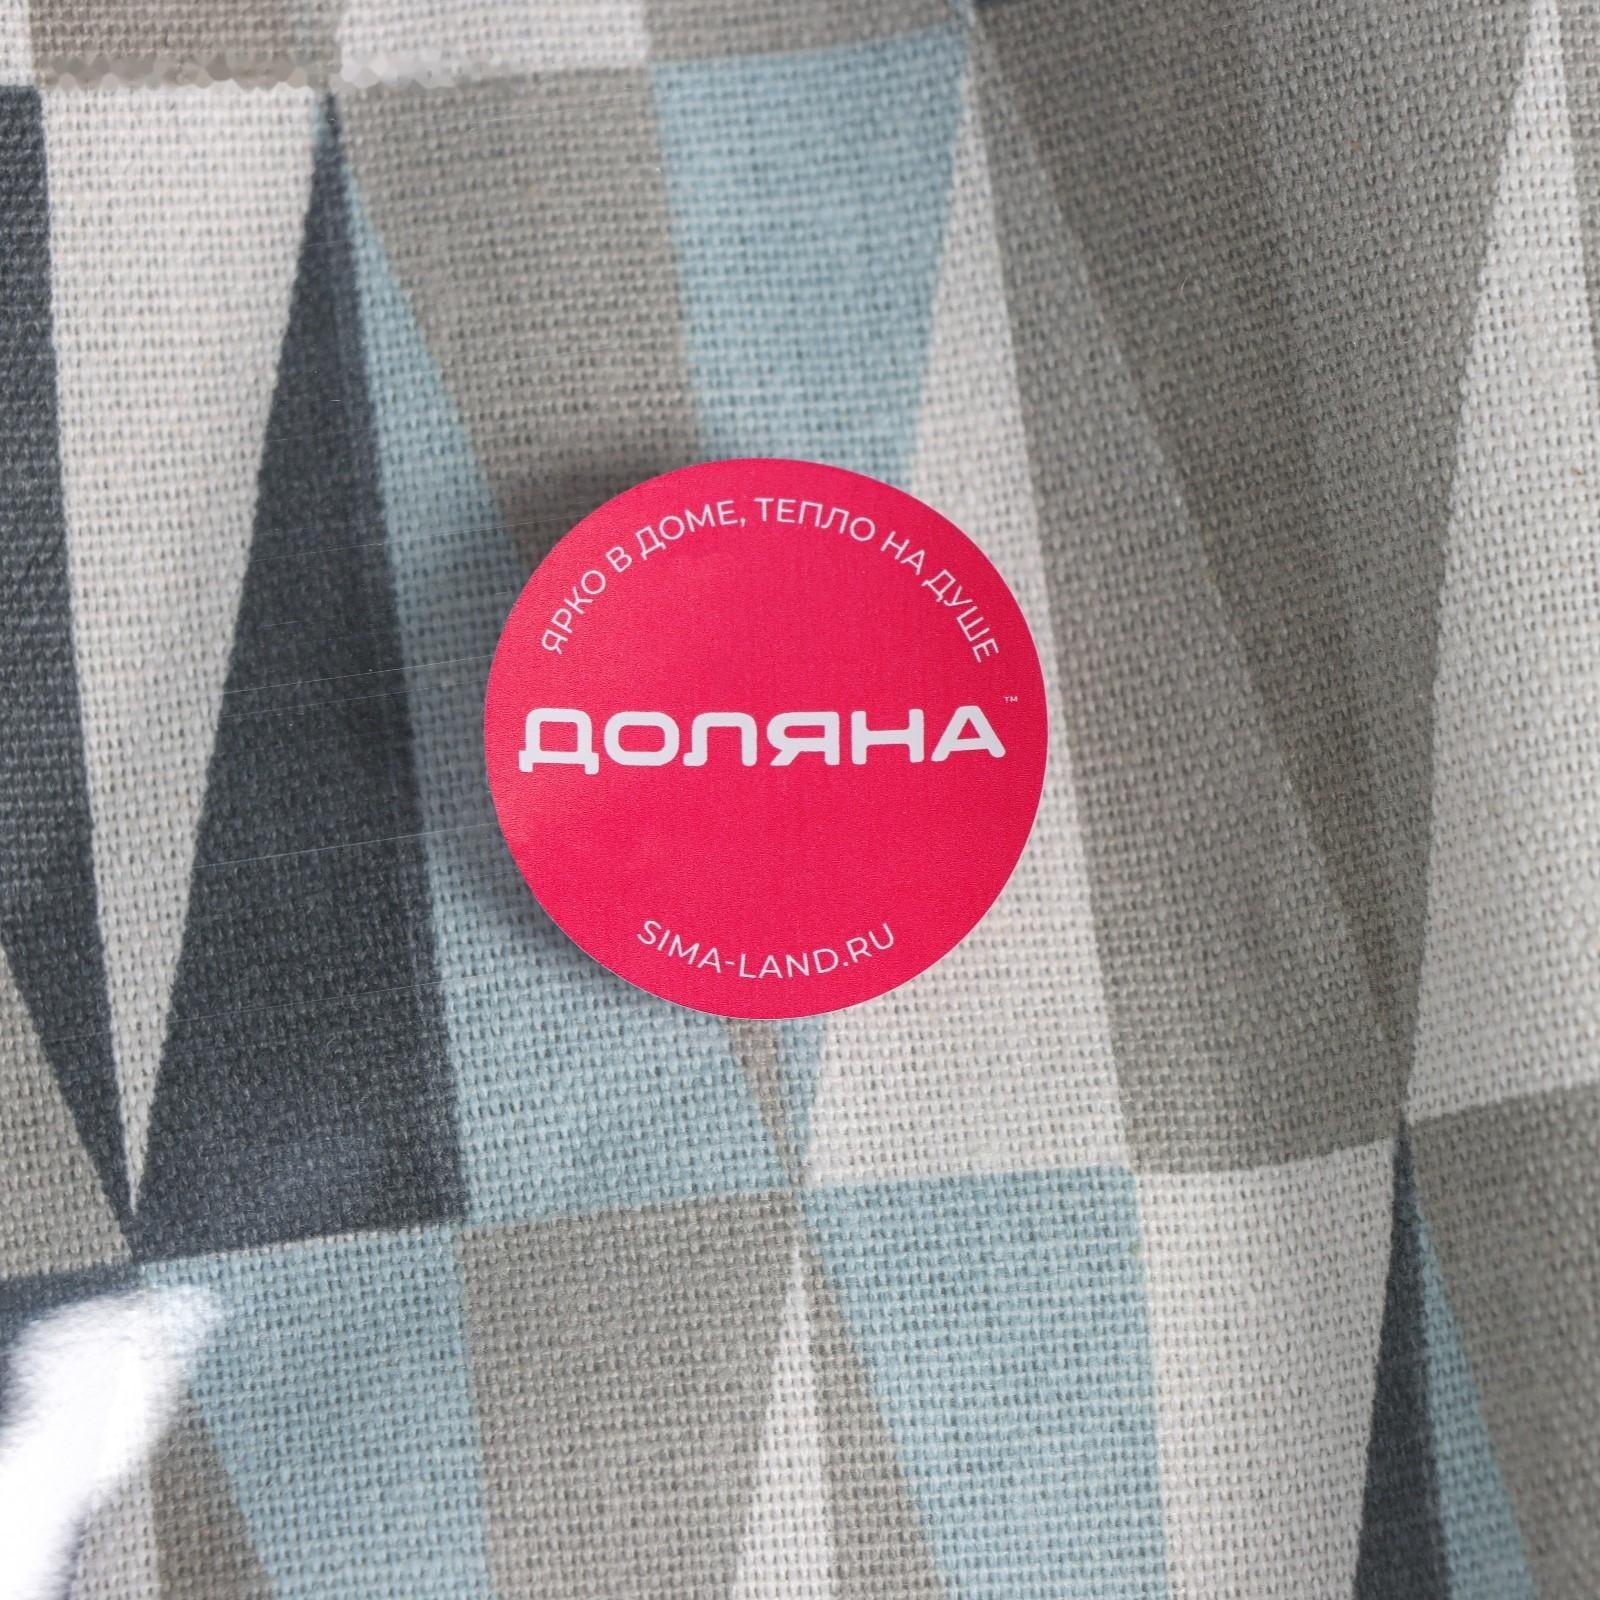 ЯРКО В ДОМЕ, ТЕПЛО НА ДУШЕ
ДОЛЯНА™
SIMA-LAND.RU